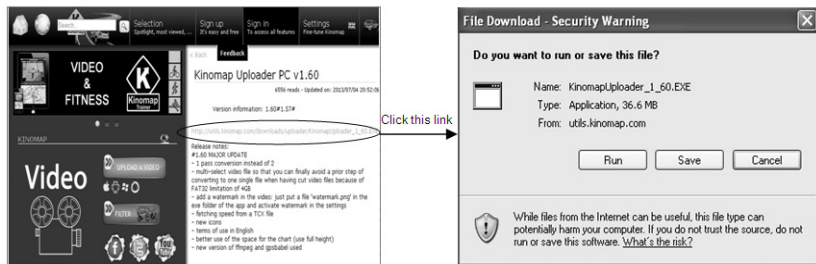 Search
Selection
Spotlight, most viewed, ...
Sign up
It's easy and free
Sign in
To access all features
Settings
Fine-tune Kinomap
< Back
Feedback
VIDEO
&
FITNESS
K
Kinomap
Trainer
KINOMAP
Video
UPLOAD A VIDEO
FILTER
You
Kinomap Uploader PC v1.60
6556 reads - Updated on: 2013/07/04 20:52:06
Version information: 1.60#1.57#
http://utils.kinomap.com/downloads/uploader/KinomapUploader_1_60.exe
Release notes:
#1.60 MAJOR UPDATE
- 1 pass conversion instead of 2
- multi-select video file so that you can finally avoid a prior step of
converting to one single file when having cut video files because of
FAT32 limitation of 4GB
- add a watermark in the video: just put a file 'watermark.png' in the
exe folder of the app and activate watermark in the settings
- fetching speed from a TCX file
- new icons
- terms of use in English
- better use of the space for the chart (use full height)
- new version of ffmpeg and gpsbabel used
Click this link
File Download - Security Warning
Do you want to run or save this file?
Name: KinomapUploader_1_60.EXE
Type: Application, 36.6 MB
From: utils.kinomap.com
Run
Save
Cancel
While files from the Internet can be useful, this file type can
potentially harm your computer. If you do not trust the source, do not
run or save this software. What's the risk?